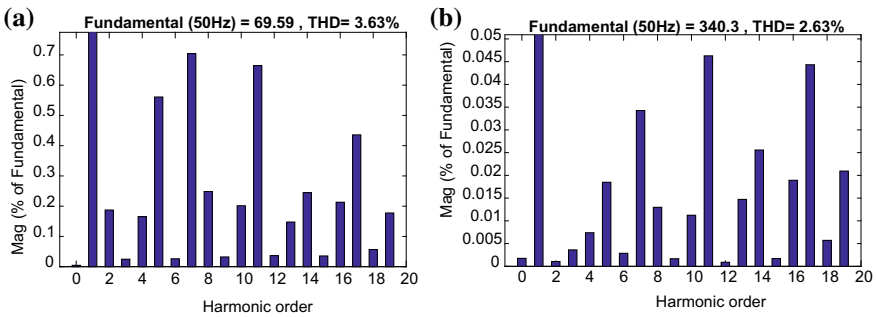 (a)
Fundamental (50Hz) = 69.59 , THD= 3.63%
Mag (% of Fundamental)
0.7
0.6
0.5
0.4
0.3
0.2
0.1
0
0 2 4 6 8 10 12 14 16 18 20
Harmonic order
(b)
Fundamental (50Hz) = 340.3 , THD= 2.63%
Mag (% of Fundamental)
0.05
0.045
0.04
0.035
0.03
0.025
0.02
0.015
0.01
0.005
0
0 2 4 6 8 10 12 14 16 18 20
Harmonic order